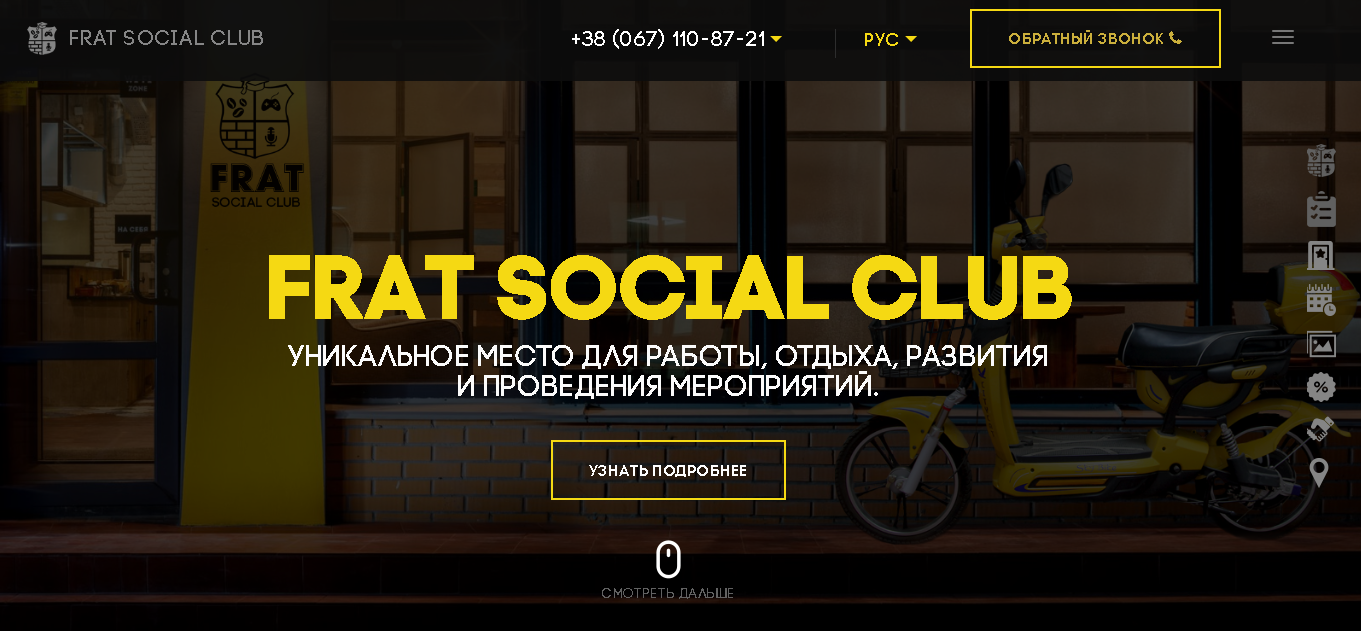 FRAT SOCIAL CLUB
+38 (067) 110-87-21
РУС
ОБРАТНЫЙ ЗВОНОК
ZONE
FRAT
SOCIAL CLUB
НА СЕБЯ
FRAT SOCIAL CLUB
УНИКАЛЬНОЕ МЕСТО ДЛЯ РАБОТЫ, ОТДЫХА, РАЗВИТИЯ
И ПРОВЕДЕНИЯ МЕРОПРИЯТИЙ.
УЗНАТЬ ПОДРОБНЕЕ
СМОТРЕТЬ ДАЛЬШЕ